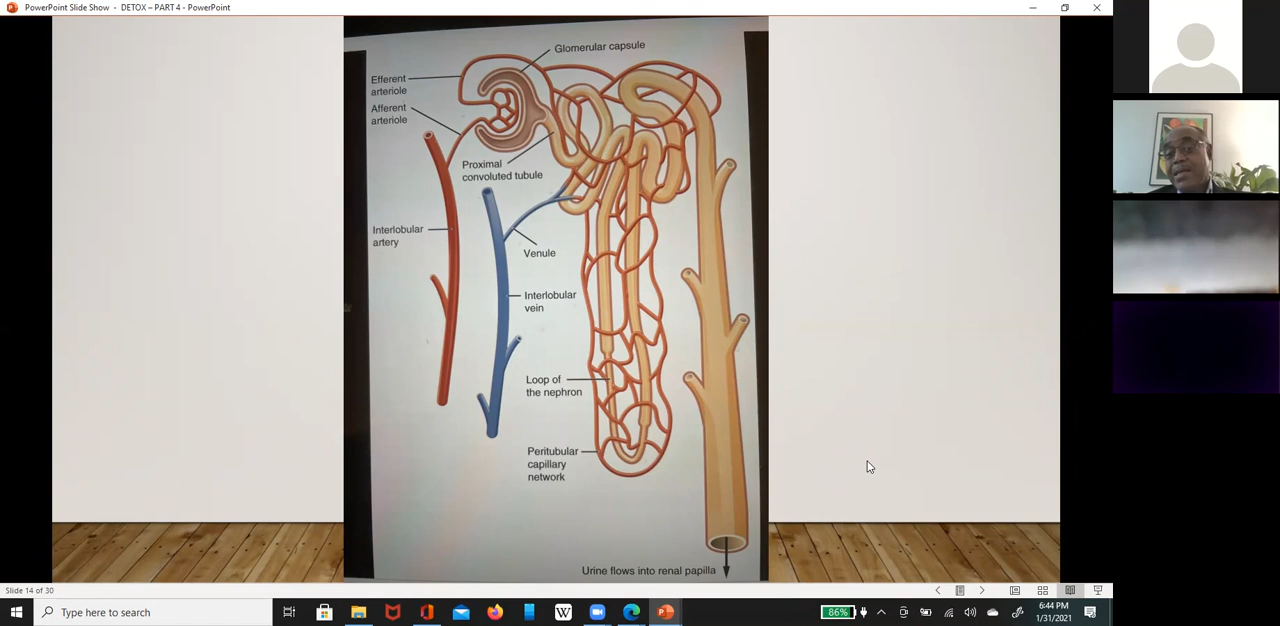 PowerPoint Slide Show - DETOX – PART 4 - PowerPoint
Glomerular capsule
Efferent
arteriole
Afferent
arteriole
Proximal
convoluted tubule
Interlobular
artery
Venule
Interlobular
vein
Loop of
the nephron
Peritubular
capillary
network
Urine flows into renal papilla
Slide 14 of 30
Type here to search
W
86%
6:44 PM
1/31/2021